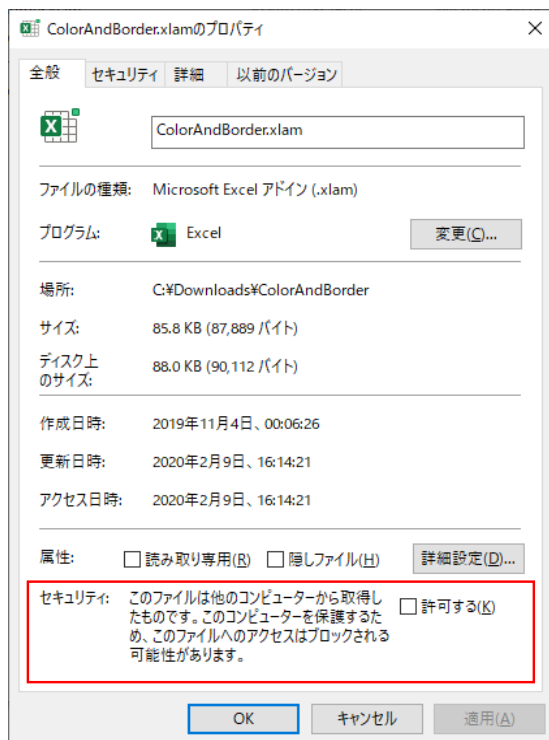 ColorAndBorder.xlamのプロパティ
全般 セキュリティ 詳細 以前のバージョン
ColorAndBorder.xlam
ファイルの種類: Microsoft Excel アドイン (.xlam)
プログラム: Excel 変更(C)...
場所: C:¥Downloads¥ColorAndBorder
サイズ: 85.8 KB (87,889 バイト)
ディスク上
のサイズ: 88.0 KB (90,112 バイト)
作成日時: 2019年11月4日、00:06:26
更新日時: 2020年2月9日、16:14:21
アクセス日時: 2020年2月9日、16:14:21
属性: 読み取り専用(R) 隠しファイル(H) 詳細設定(D)...
セキュリティ: このファイルは他のコンピューターから取得し
たものです。このコンピューターを保護するた
め、このファイルへのアクセスはブロックされる
可能性があります。
許可する(K)
OK キャンセル 適用(A)